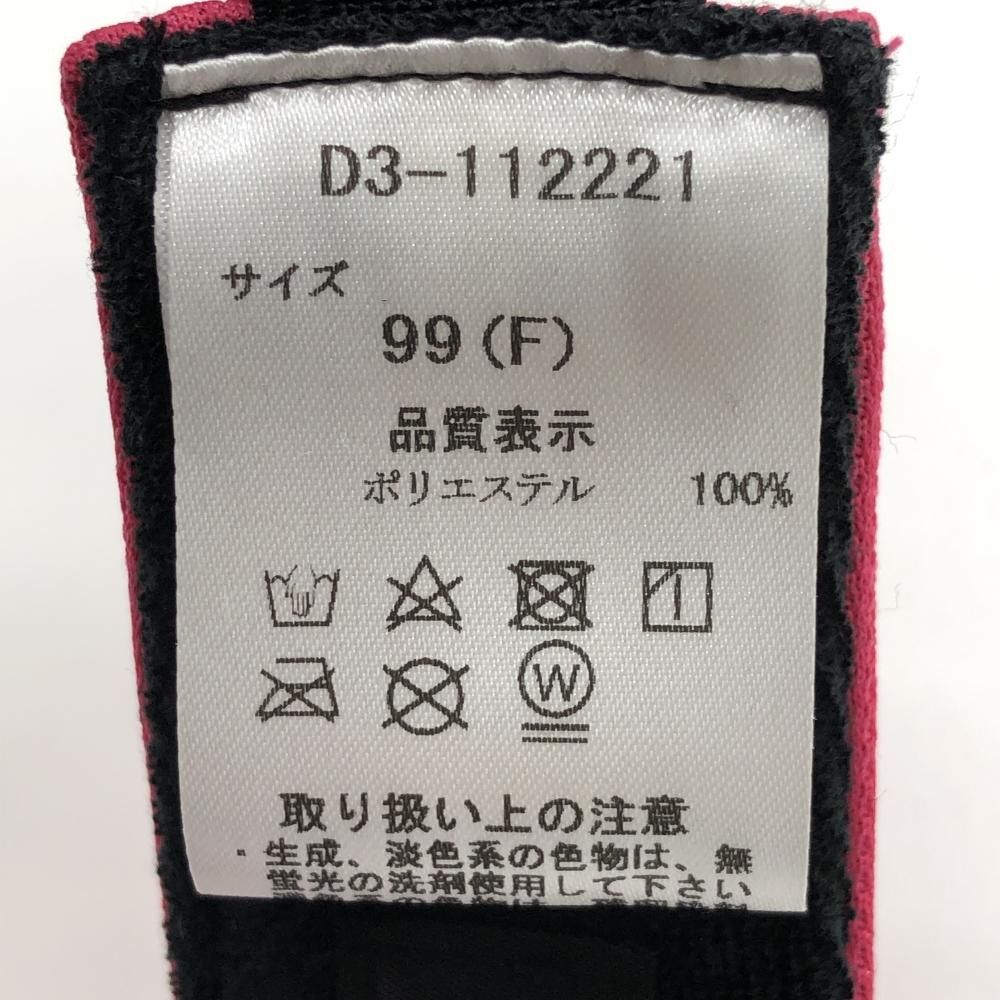 D3-112221
サイズ
99(F)
品質表示
ポリエステル 100%
W
取り扱い上の注意
・生成、淡色系の色物は、無
蛍光の洗剤使用して下さい